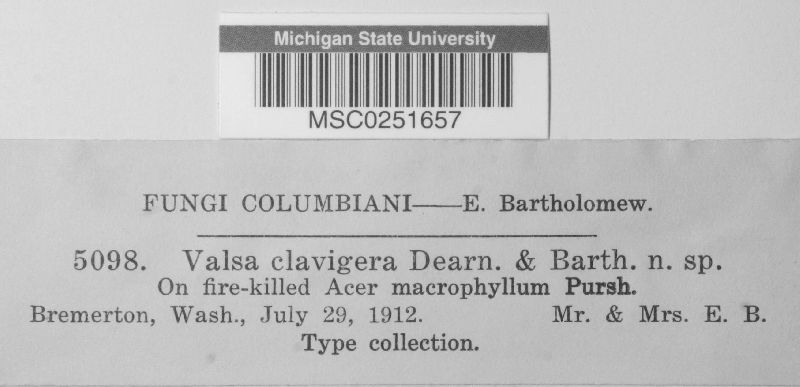 Michigan State University
MSC0251657
FUNGI COLUMBIANI——E. Bartholomew.
5098. Valsa clavigera Dearn. & Barth. n. sp.
On fire-killed Acer macrophyllum Pursh.
Bremerton, Wash., July 29, 1912. Mr. & Mrs. E. B.
Type collection.